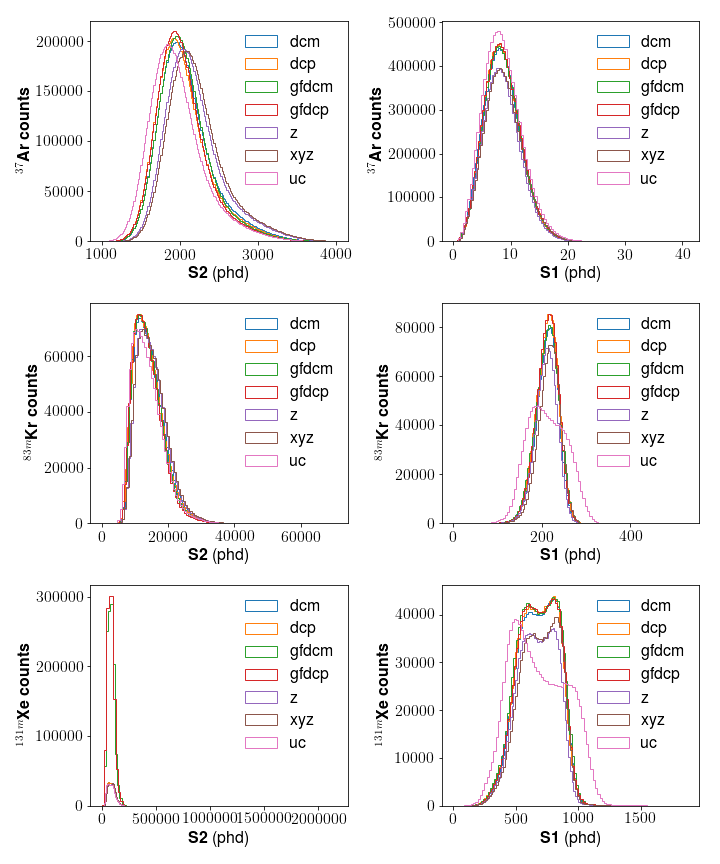 200000
150000
100000
50000
0
37Ar counts
dcm
dcp
gfdcm
gfdcp
z
xyz
uc
1000 2000 3000 4000
S2 (phd)
500000
400000
300000
200000
100000
0
37Ar counts
dcm
dcp
gfdcm
gfdcp
z
xyz
uc
0 10 20 30 40
S1 (phd)
60000
40000
20000
0
83mKr counts
dcm
dcp
gfdcm
gfdcp
z
xyz
uc
0 20000 40000 60000
S2 (phd)
80000
60000
40000
20000
0
83mKr counts
dcm
dcp
gfdcm
gfdcp
z
xyz
uc
0 200 400
S1 (phd)
300000
200000
100000
0
131mXe counts
dcm
dcp
gfdcm
gfdcp
z
xyz
uc
0 500000 1000000 1500000 2000000
S2 (phd)
40000
30000
20000
10000
0
131mXe counts
dcm
dcp
gfdcm
gfdcp
z
xyz
uc
0 500 1000 1500
S1 (phd)